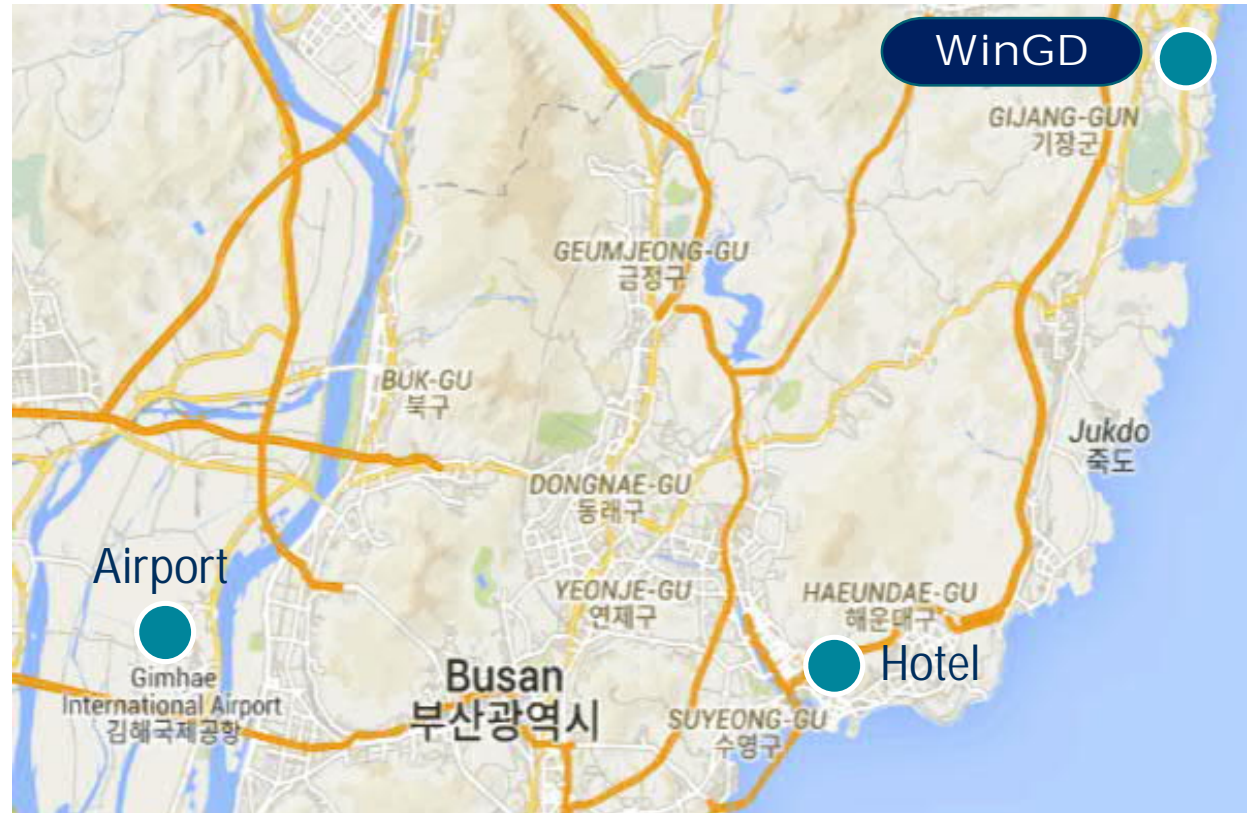 WinGD
GIJANG-GUN
기장군
GEUMJEONG-GU
금정구
BUK-GU
북구
Jukdo
죽도
DONGNAE-GU
동래구
Airport
YEONJE-GU
연제구
HAEUNDAE-GU
해운대구
Hotel
Gimhae
International Airport
김해국제공항
Busan
부산광역시
SUYEONG-GU
수영구